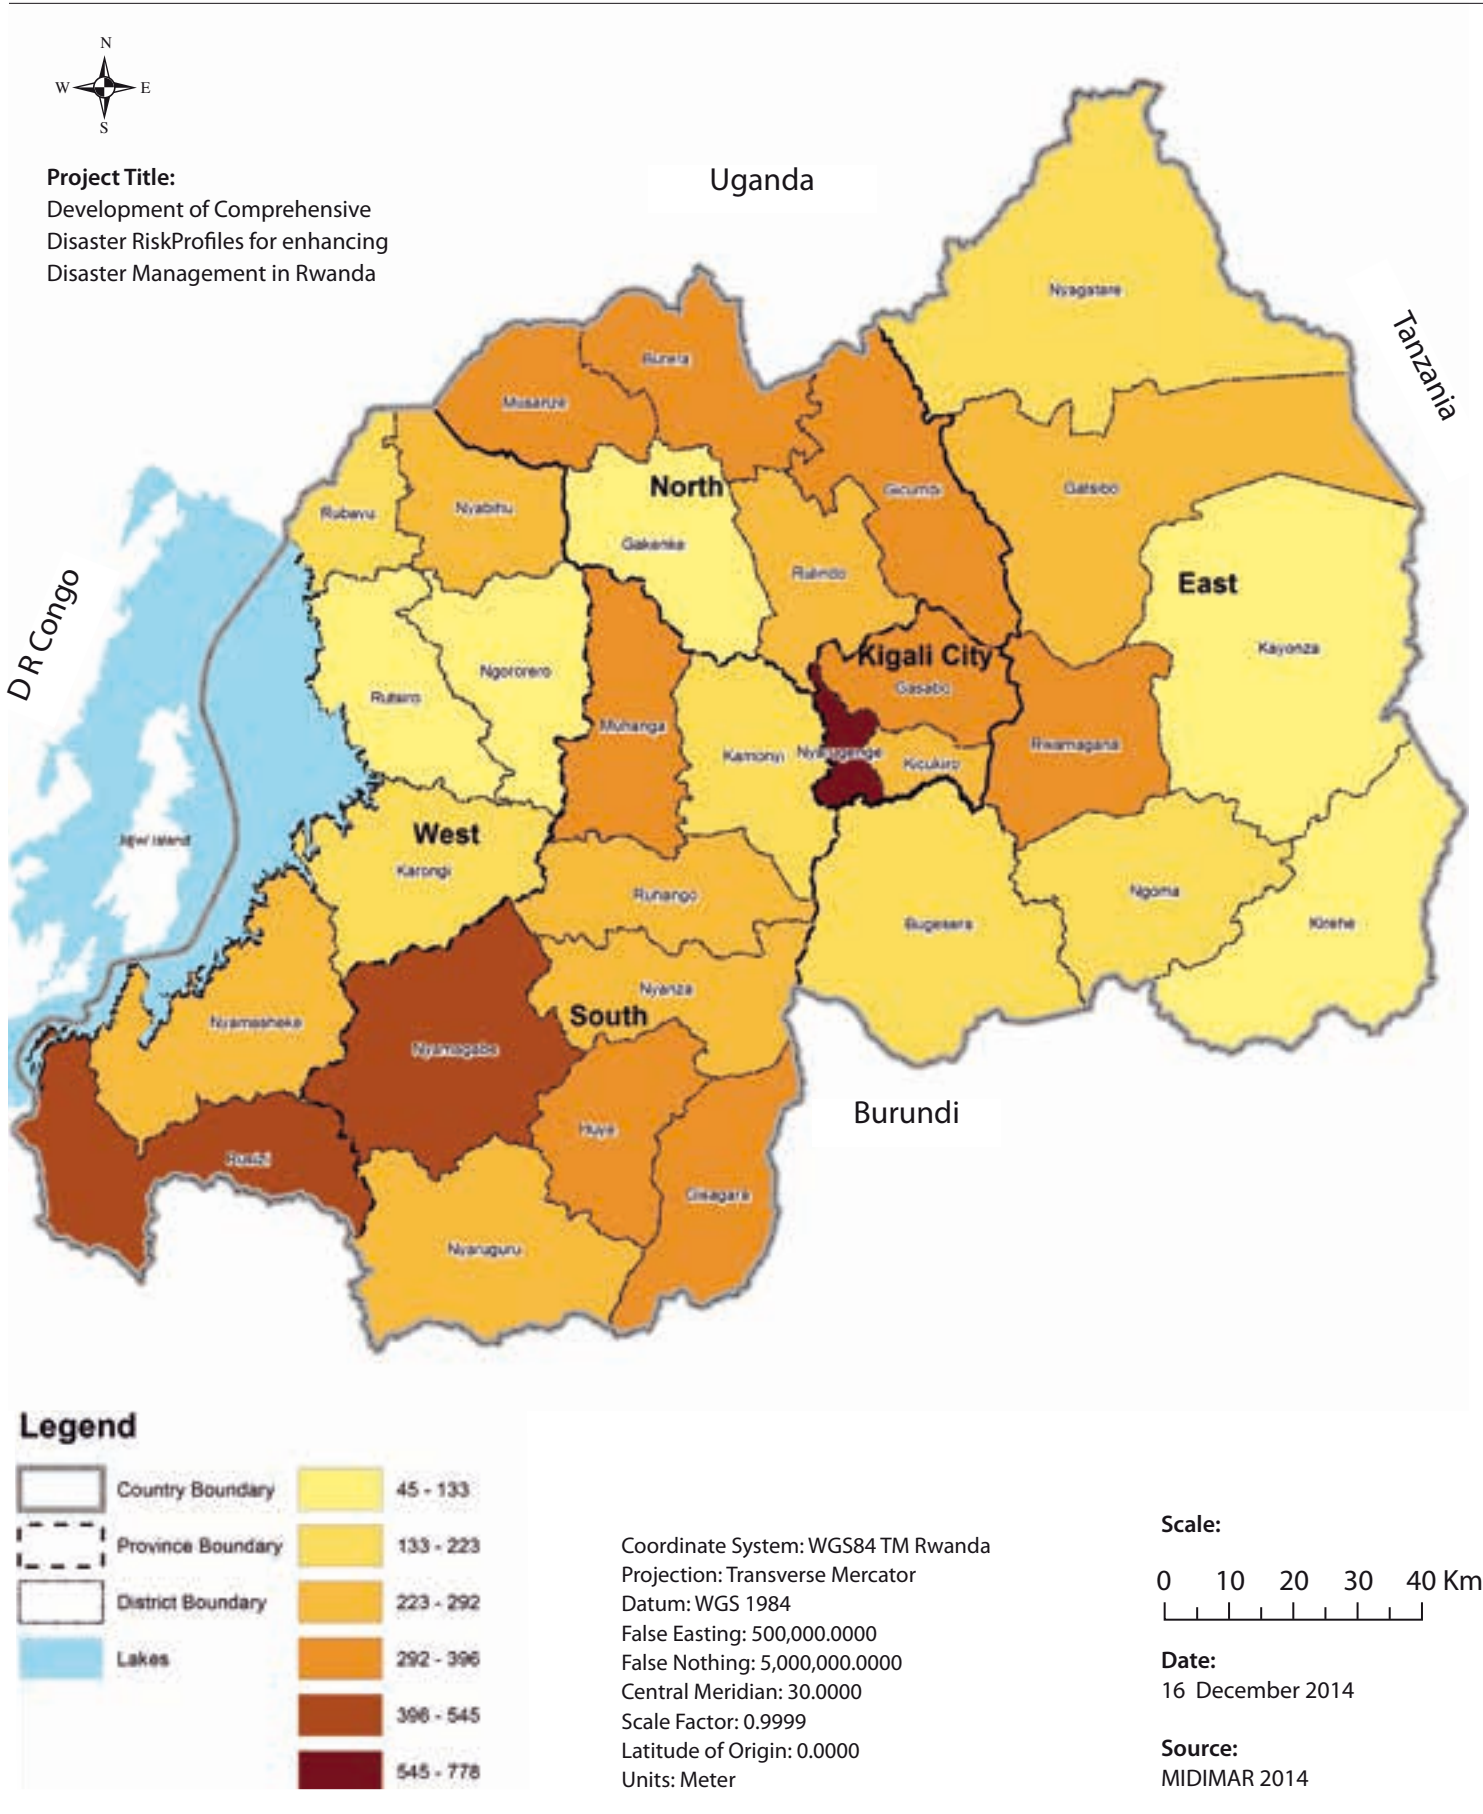 N
W E
S
Project Title:
Development of Comprehensive
Disaster RiskProfiles for enhancing
Disaster Management in Rwanda
Uganda
Tanzania
D R Congo
Burundi
Nyagatare
Burera
Musanze
North
Gicumbi
Gatsibo
Rubavu
Nyabihu
Gakenke
Rulindo
East
Kayonza
Kigali City
Gasabo
Ngororero
Rutsiro
Muhanga
Kamonyi
Nyarugenge
Kicukiro
Rwamagana
West
Karongi
Ijwi Island
Ruhango
Bugesera
Ngoma
Kirehe
Nyanza
South
Nyamasheke
Nyamagabe
Huye
Rusizi
Gisagara
Nyaruguru
Legend
Country Boundary
Province Boundary
District Boundary
Lakes
45 - 133
133 - 223
223 - 292
292 - 396
396 - 545
545 - 778
Coordinate System: WGS84 TM Rwanda
Projection: Transverse Mercator
Datum: WGS 1984
False Easting: 500,000.0000
False Nothing: 5,000,000.0000
Central Meridian: 30.0000
Scale Factor: 0.9999
Latitude of Origin: 0.0000
Units: Meter
Scale:
0 10 20 30 40 Km
Date:
16 December 2014
Source:
MIDIMAR 2014